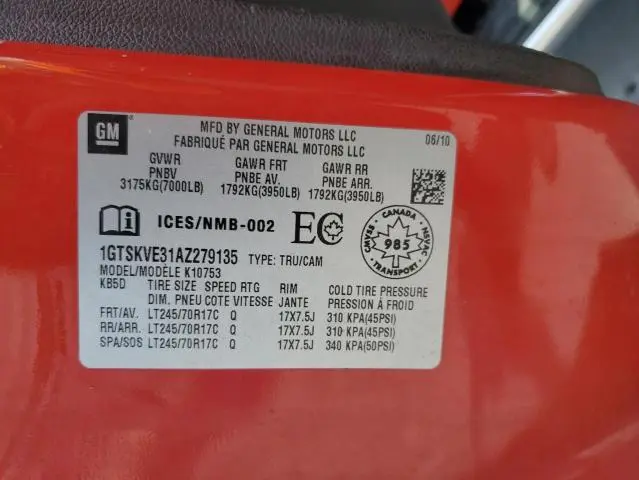 GM
MFD BY GENERAL MOTORS LLC
FABRIQUÉ PAR GENERAL MOTORS LLC
06/10
GVWR GAWR FRT GAWR RR
PNBV PNBE AV. PNBE ARR.
3175KG(7000LB) 1792KG(3950LB) 1792KG(3950LB)
ICES/NMB-002 EC
CANADA
CMVSS 985 NSVAC
TRANSPORT
1GTSKVE31AZ279135 TYPE: TRU/CAM
MODEL/MODÈLE K10753
KB5D TIRE SIZE SPEED RTG RIM COLD TIRE PRESSURE
DIM. PNEU COTE VITESSE JANTE PRESSION À FROID
FRT/AV. LT245/70R17C Q 17X7.5J 310 KPA(45PSI)
RR/ARR. LT245/70R17C Q 17X7.5J 310 KPA(45PSI)
SPA/SOS LT245/70R17C Q 17X7.5J 340 KPA(50PSI)